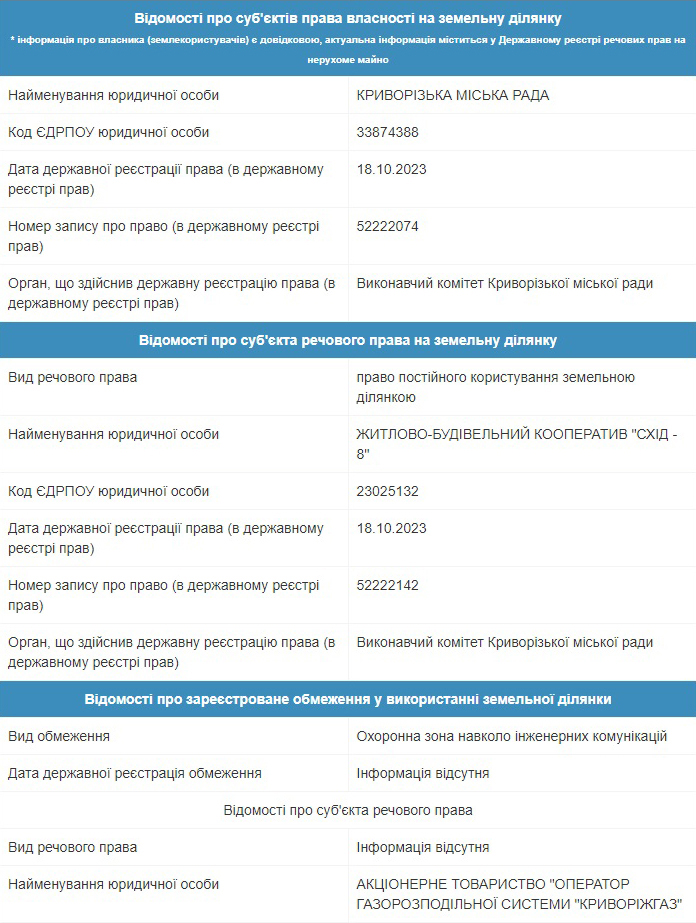 Відомості про суб'єктів права власності на земельну ділянку
* інформація про власника (землекористувачів) є довідковою, актуальна інформація міститься у Державному реєстрі речових прав на
нерухоме майно
Найменування юридичної особи
КРИВОРІЗЬКА МІСЬКА РАДА
Код ЄДРПОУ юридичної особи
33874388
Дата державної реєстрації права (в державному
реєстрі прав)
18.10.2023
Номер запису про право (в державному реєстрі
прав)
52222074
Орган, що здійснив державну реєстрацію права (в
державному реєстрі прав)
Виконавчий комітет Криворізької міської ради
Відомості про суб'єкта речового права на земельну ділянку
Вид речового права
право постійного користування земельною
ділянкою
Найменування юридичної особи
ЖИТЛОВО-БУДІВЕЛЬНИЙ КООПЕРАТИВ "СХІД -
8"
Код ЄДРПОУ юридичної особи
23025132
Дата державної реєстрації права (в державному
реєстрі прав)
18.10.2023
Номер запису про право (в державному реєстрі
прав)
52222142
Орган, що здійснив державну реєстрацію права (в
державному реєстрі прав)
Виконавчий комітет Криворізької міської ради
Відомості про зареєстроване обмеження у використанні земельної ділянки
Вид обмеження
Охоронна зона навколо інженерних комунікацій
Дата державної реєстрація обмеження
Інформація відсутня
Відомості про суб'єкта речового права
Вид речового права
Інформація відсутня
Найменування юридичної особи
АКЦІОНЕРНЕ ТОВАРИСТВО "ОПЕРАТОР
ГАЗОРОЗПОДІЛЬНОЇ СИСТЕМИ "КРИВОРІЖГАЗ"